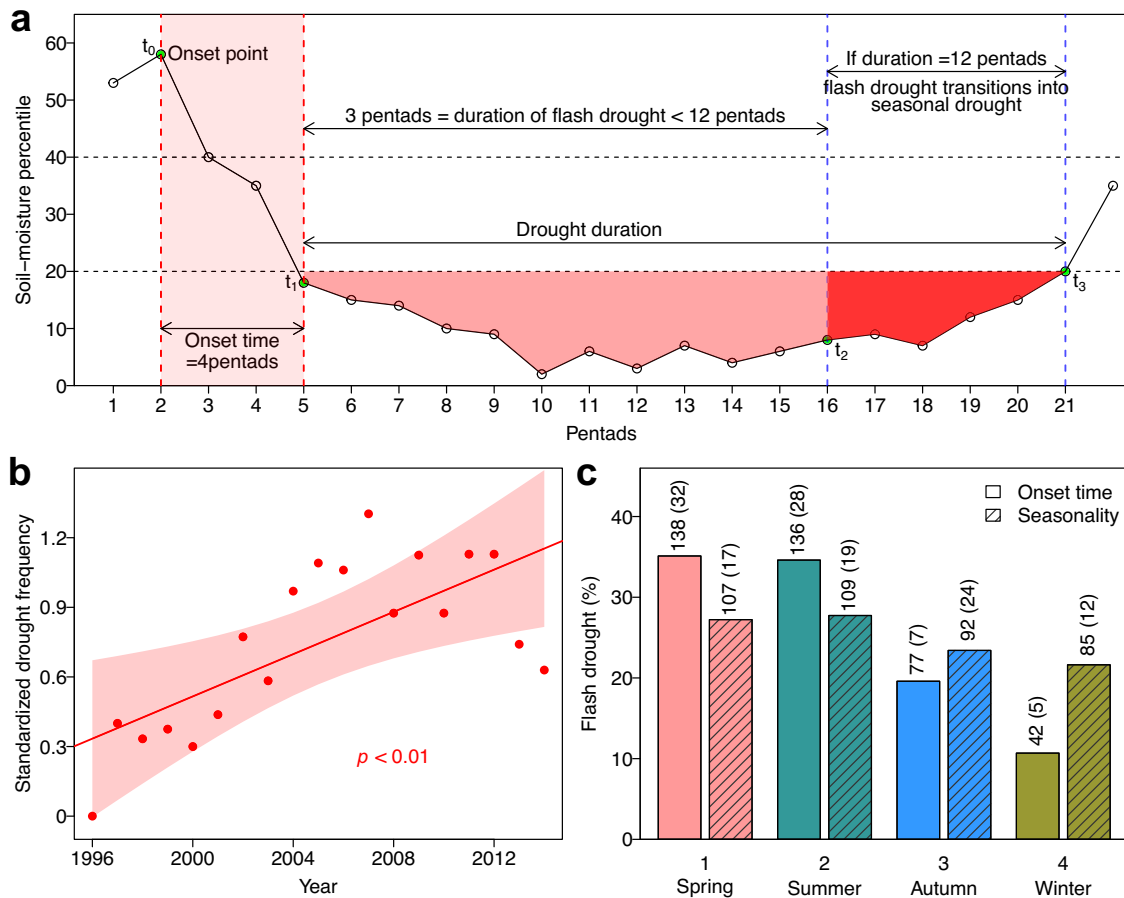 a
60
50
40
30
20
10
0
Soil−moisture percentile
t0
Onset point
If duration =12 pentads
flash drought transitions into
seasonal drought
3 pentads = duration of flash drought < 12 pentads
Drought duration
t1
t2
t3
Onset time
=4pentads
1 2 3 4 5 6 7 8 9 10 11 12 13 14 15 16 17 18 19 20 21
Pentads
b
1.2
0.9
0.6
0.3
0
Standardized drought frequency
p < 0.01
1996 2000 2004 2008 2012
Year
c
40
30
20
10
0
Flash drought (%)
Onset time
Seasonality
138 (32)
107 (17)
136 (28)
109 (19)
77 (7)
92 (24)
42 (5)
85 (12)
1 2 3 4
Spring Summer Autumn Winter